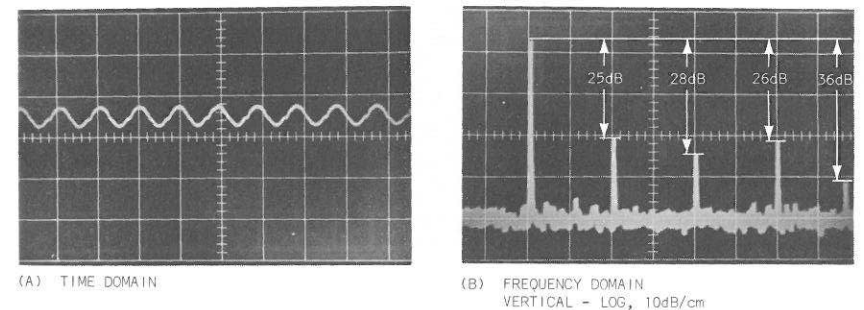 25dB
28dB
26dB
36dB
(A) TIME DOMAIN
(B) FREQUENCY DOMAIN
VERTICAL - LOG, 10dB/cm